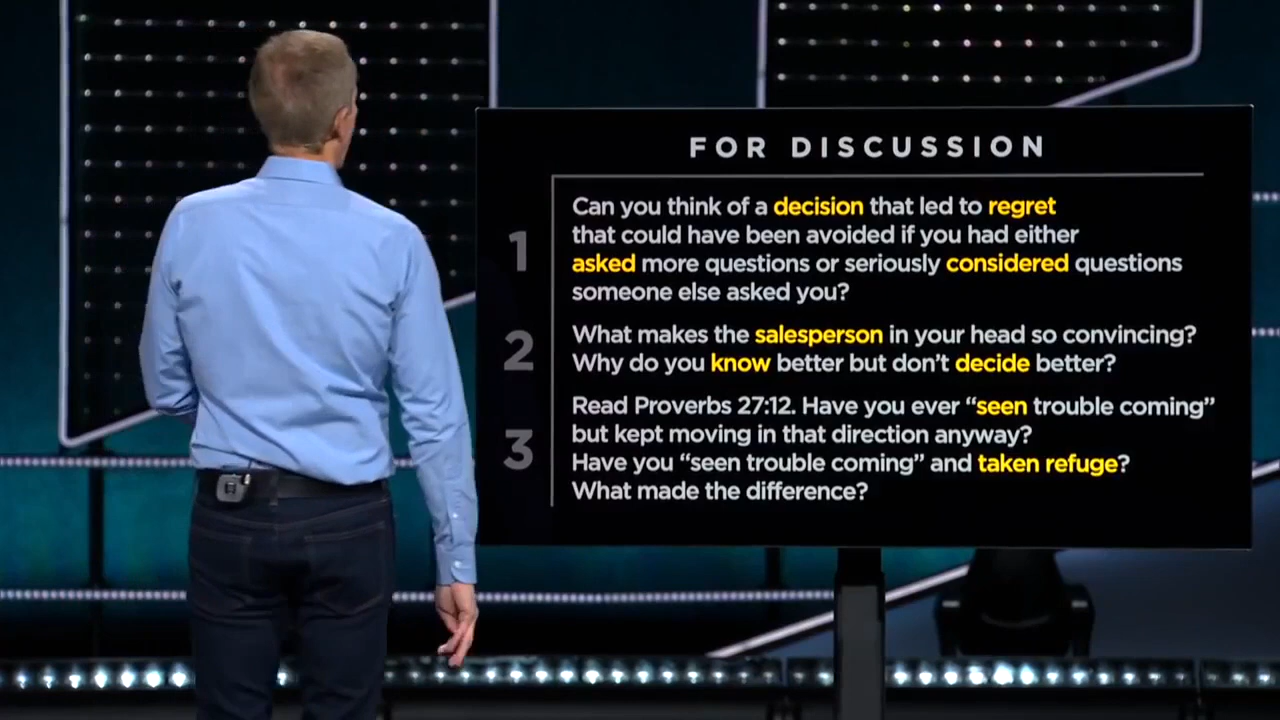 FOR DISCUSSION
1
Can you think of a decision that led to regret
that could have been avoided if you had either
asked more questions or seriously considered questions
someone else asked you?
2
What makes the salesperson in your head so convincing?
Why do you know better but don't decide better?
3
Read Proverbs 27:12. Have you ever “seen trouble coming”
but kept moving in that direction anyway?
Have you “seen trouble coming” and taken refuge?
What made the difference?